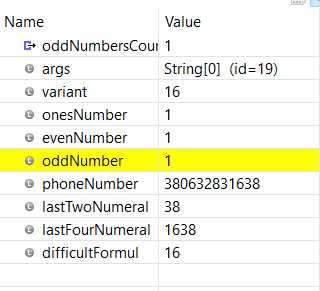 Name Value
oddNumbersCou 1
args String[0] (id=19)
variant 16
onesNumber 1
evenNumber 1
oddNumber 1
phoneNumber 380632831638
lastTwoNumeral 38
lastFourNumeral 1638
difficultFormul 16